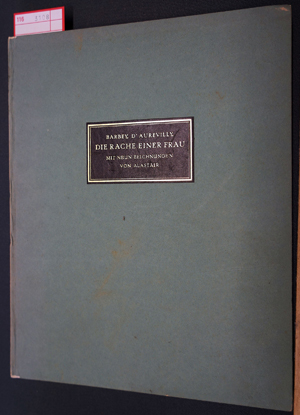 BARBEY D'AUREVILLY
DIE RACHE EINER FRAU
MIT NEUN ZEICHNUNGEN
VON ALASTAIR